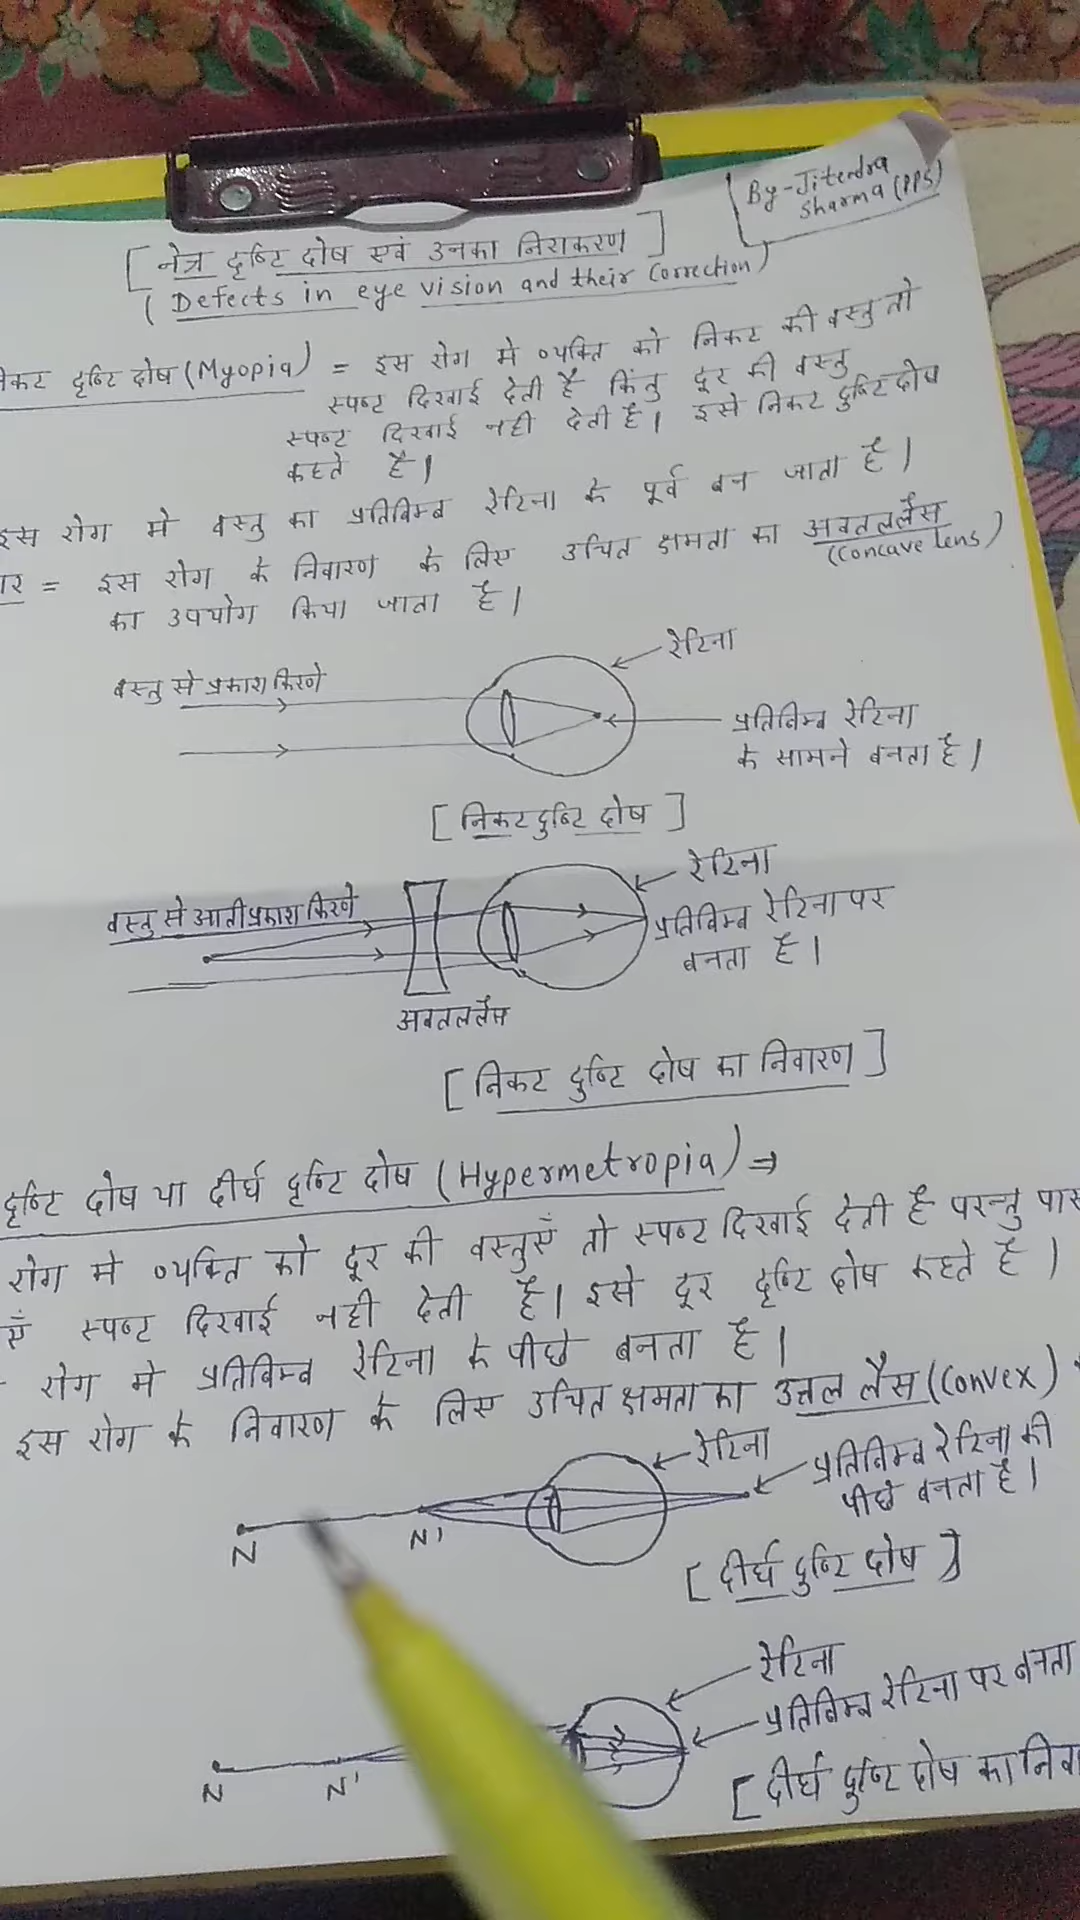 By-Jitendra
Sharma (PPS)
[ नेत्र दृष्टि दोष एवं उनका निराकरण ]
( Defects in eye vision and their Correction)
निकट दृष्टि दोष (Myopia) = इस रोग मे व्यक्ति को निकट की वस्तु तो
स्पष्ट दिखाई देती है किंतु दूर की वस्तु
स्पष्ट दिखाई नही देती है। इसे निकट दृष्टि दोष
कहते है।
इस रोग मे वस्तु का प्रतिबिम्ब रेटिना के पूर्व बन जाता है।
= इस रोग के निवारण के लिए उचित क्षमता का अवतल लैंस
(Concave lens)
का उपयोग किया जाता है।
रेटिना
वस्तु से प्रकाश किरणे
प्रतिबिम्ब रेटिना
के सामने बनता है।
[ निकट दृष्टि दोष ]
रेटिना
वस्तु से आती प्रकाश किरणे
प्रतिबिम्ब रेटिना पर
बनता है।
अवतल लैंस
[ निकट दृष्टि दोष का निवारण ]
दृष्टि दोष या दीर्घ दृष्टि दोष (Hypermetropia) ⇒
रोग मे व्यक्ति को दूर की वस्तुएँ तो स्पष्ट दिखाई देती है परन्तु पास
स्पष्ट दिखाई नही देती है। इसे दूर दृष्टि दोष कहते है।
रोग मे प्रतिबिम्ब रेटिना के पीछे बनता है।
इस रोग के निवारण के लिए उचित क्षमता का उत्तल लैंस (Convex)
रेटिना
प्रतिबिम्ब रेटिना की
पीछे बनता है।
N N'
[ दीर्घ दृष्टि दोष ]
रेटिना
प्रतिबिम्ब रेटिना पर बनता
N N'
[ दीर्घ दृष्टि दोष का